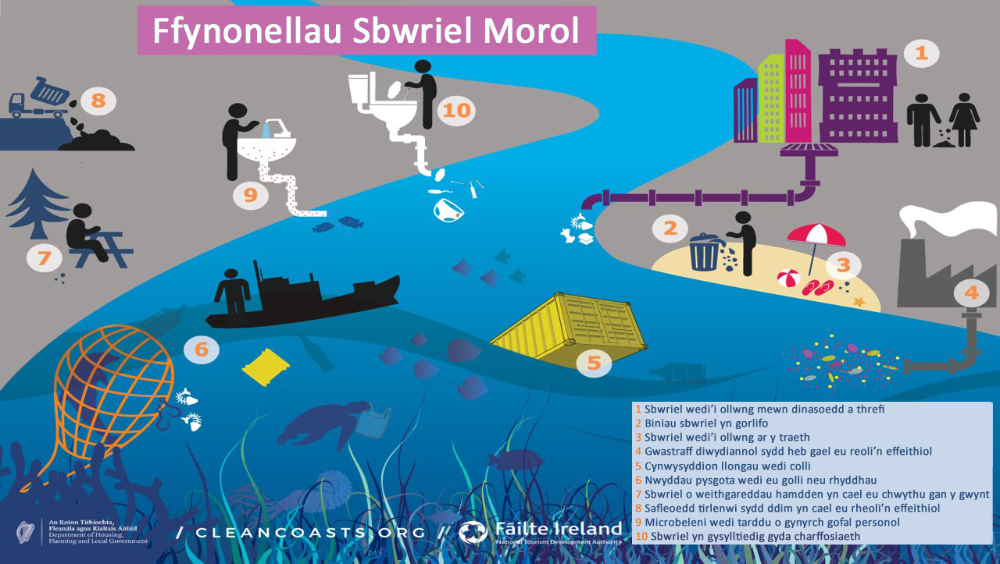 Ffynonellau Sbwriel Morol
1
8
10
9
2
7
3
4
6
5
1 Sbwriel wedi’i ollwng mewn dinasoedd a threfi
2 Biniau sbwriel yn gorlifo
3 Sbwriel wedi’i ollwng ar y traeth
4 Gwastraff diwydiannol sydd heb gael eu reoli’n effeithiol
5 Cynwysyddion llongau wedi colli
6 Nwyddau pysgota wedi eu golli neu rhyddhau
7 Sbwriel o weithgareddau hamdden yn cael eu chwythu gan y gwynt
8 Safleoedd tirlenwi sydd ddim yn cael eu rheoli’n effeithiol
9 Microbeleni wedi tarddu o gynyrch gofal personol
10 Sbwriel yn gysylltiedig gyda charffosiaeth
An Roinn Tithíochta,
Pleanála agus Rialtais Áitiúil
Department of Housing,
Planning and Local Government
/ CLEANCOASTS.ORG //
Fáilte Ireland
National Tourism Development Authority